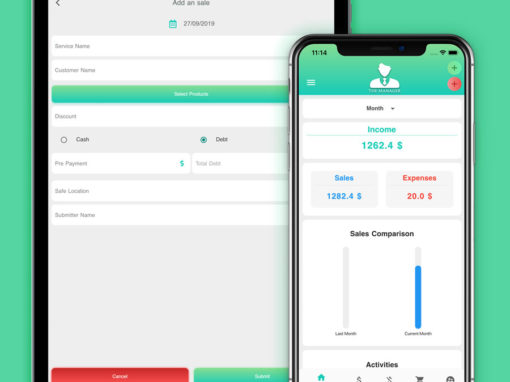 Add an sale
27/09/2019
Service Name
Customer Name
Select Products
Discount
Cash
Debt
Pre Payment
$
Total Debt
Safe Location
Submitter Name
Cancel
Submit
11:14
THE MANAGER
Month
Income
1262.4 $
Sales
Expenses
1282.4 $
20.0 $
Sales Comparison
Last Month
Current Month
Activities